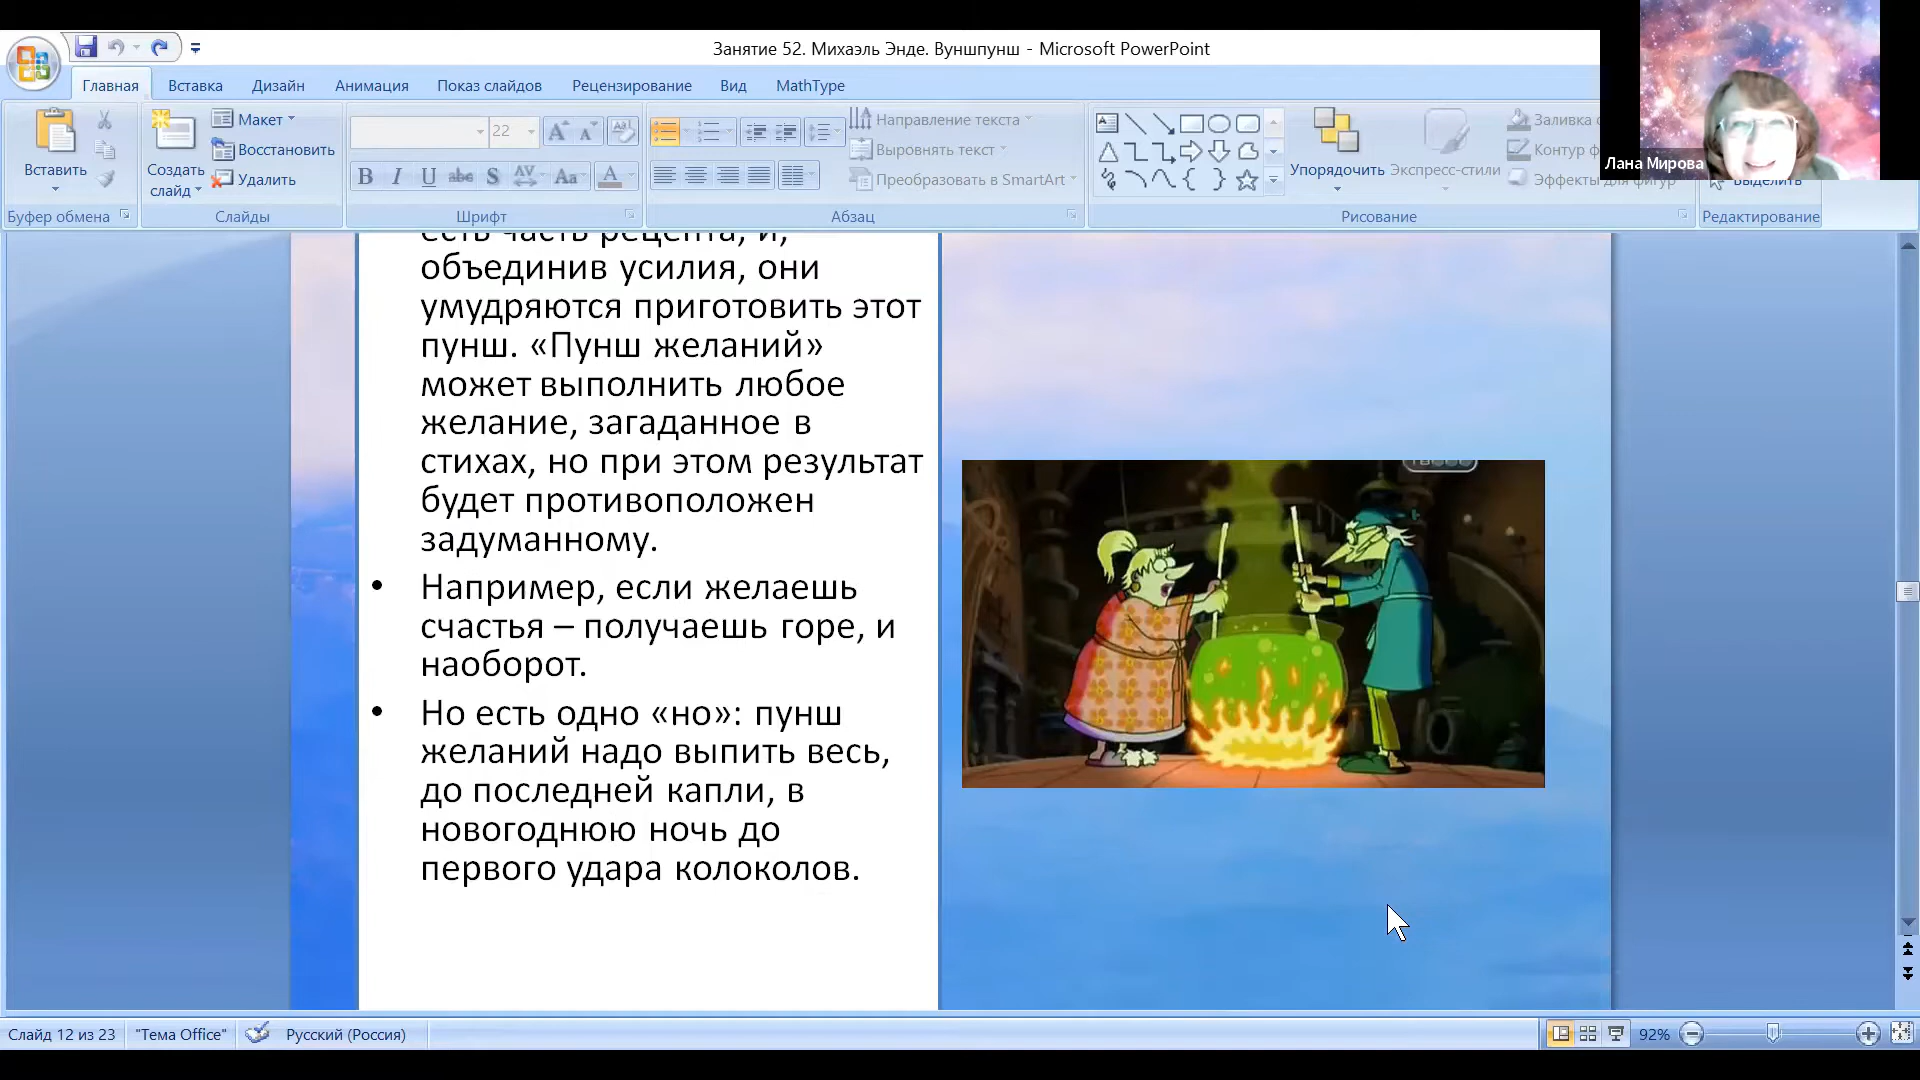 Занятие 52. Михаэль Энде. Вуншпунш - Microsoft PowerPoint
Главная
Вставка
Дизайн
Анимация
Показ слайдов
Рецензирование
Вид
MathType
Вставить
Создать слайд
Макет
Восстановить
Удалить
22
Направление текста
Выровнять текст
Преобразовать в SmartArt
Упорядочить
Экспресс-стили
Заливка
Контур
Эффекты для фигур
Выделить
Лана Мирова
Буфер обмена
Слайды
Шрифт
Абзац
Рисование
Редактирование
есть часть рецепта, и,
объединив усилия, они
умудряются приготовить этот
пунш. «Пунш желаний»
может выполнить любое
желание, загаданное в
стихах, но при этом результат
будет противоположен
задуманному.
• Например, если желаешь
счастья – получаешь горе, и
наоборот.
• Но есть одно «но»: пунш
желаний надо выпить весь,
до последней капли, в
новогоднюю ночь до
первого удара колоколов.
Слайд 12 из 23
"Тема Office"
Русский (Россия)
92%